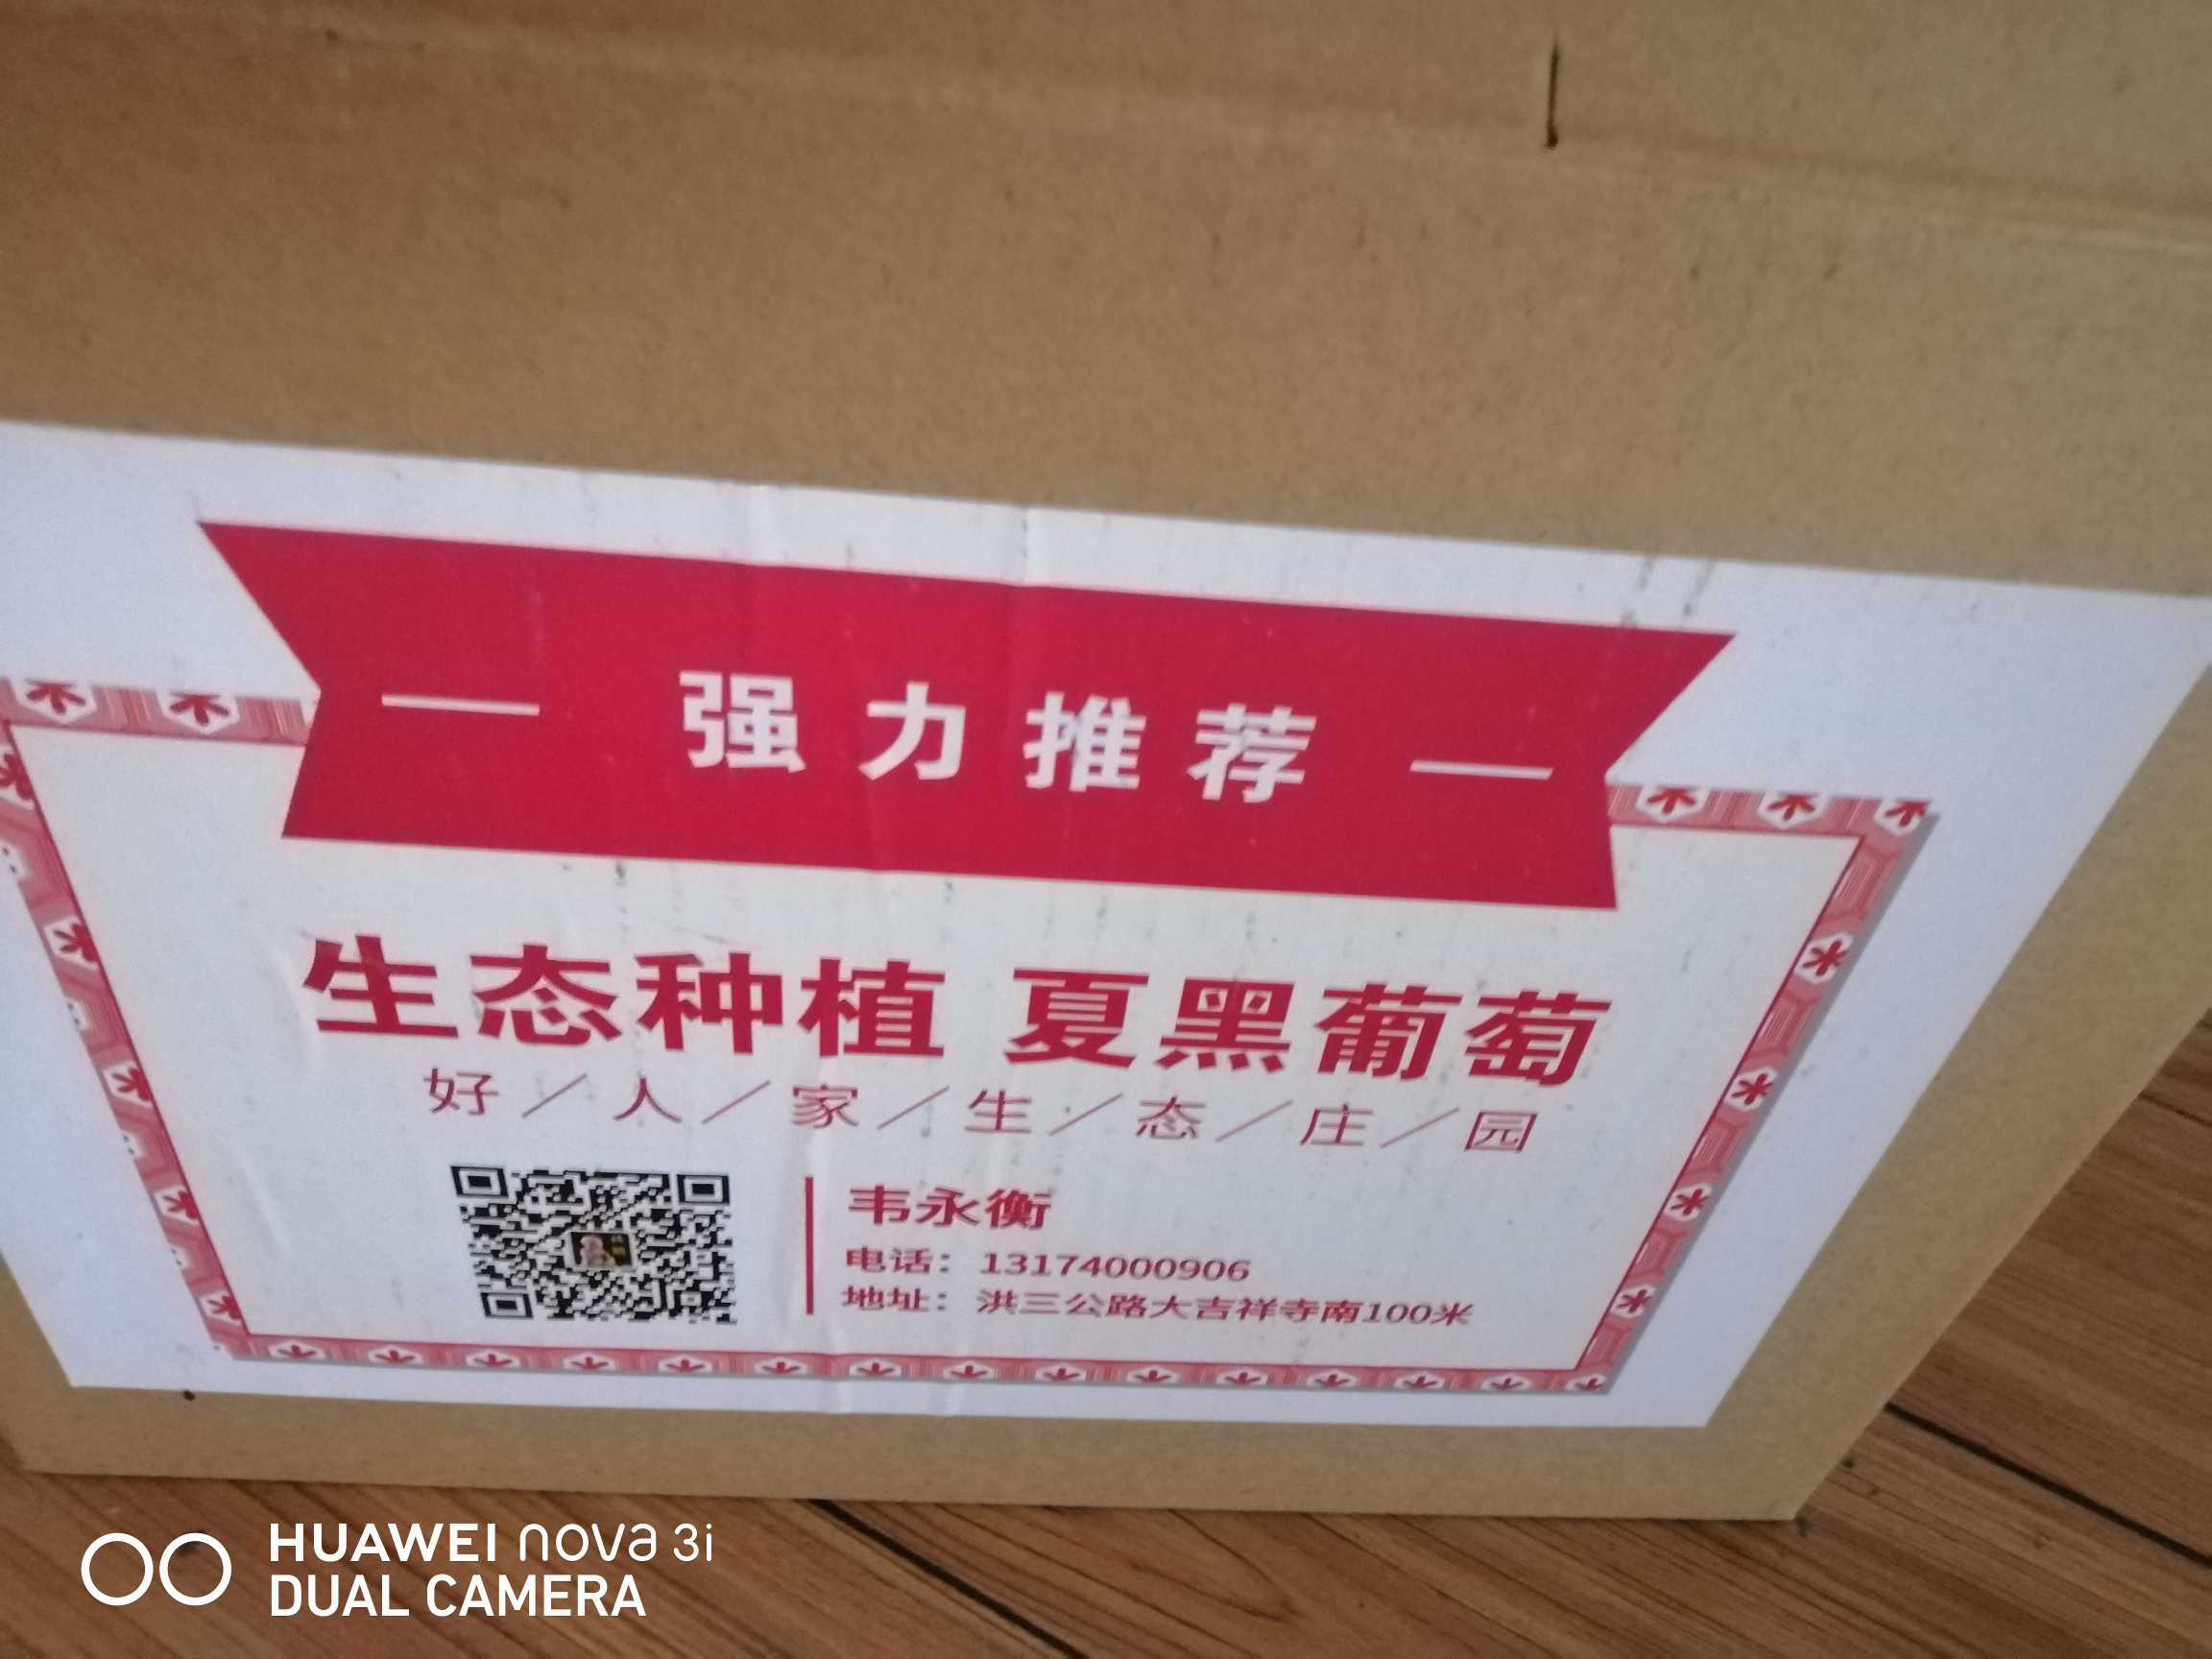 强力推荐
生态种植 夏黑葡萄
好/人/家/生/态/庄/园
韦永衡
电话：13174000906
地址：洪三公路大吉祥寺南100米
HUAWEI nova 3i
DUAL CAMERA